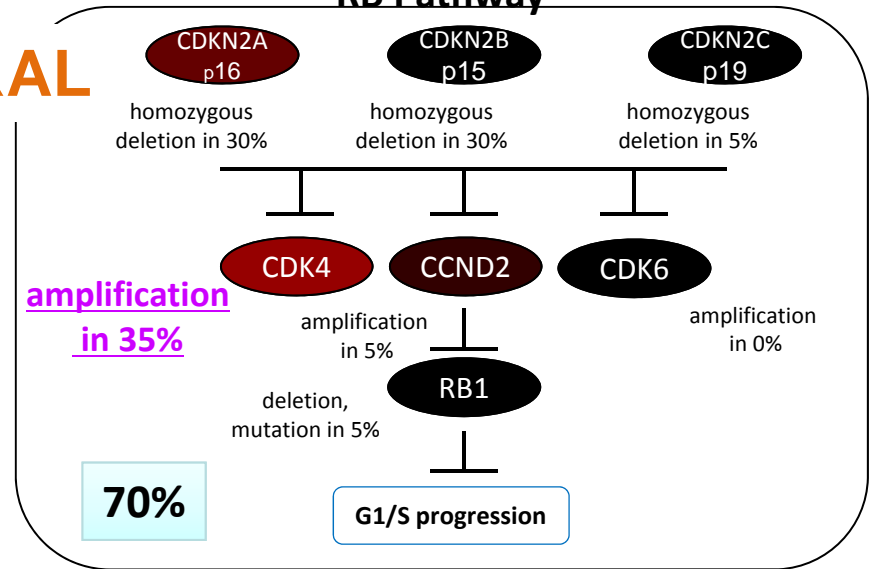 RB Pathway
AL
CDKN2A
p16
CDKN2B
p15
CDKN2C
p19
homozygous
deletion in 30%
homozygous
deletion in 30%
homozygous
deletion in 5%
CDK4
CCND2
CDK6
amplification
in 35%
amplification
in 5%
amplification
in 0%
RB1
deletion,
mutation in 5%
70%
G1/S progression